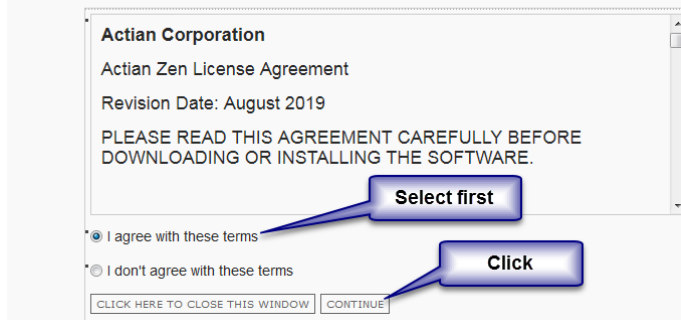 Actian Corporation
Actian Zen License Agreement
Revision Date: August 2019
PLEASE READ THIS AGREEMENT CAREFULLY BEFORE
DOWNLOADING OR INSTALLING THE SOFTWARE.
Select first
I agree with these terms
I don't agree with these terms
Click
CLICK HERE TO CLOSE THIS WINDOW
CONTINUE